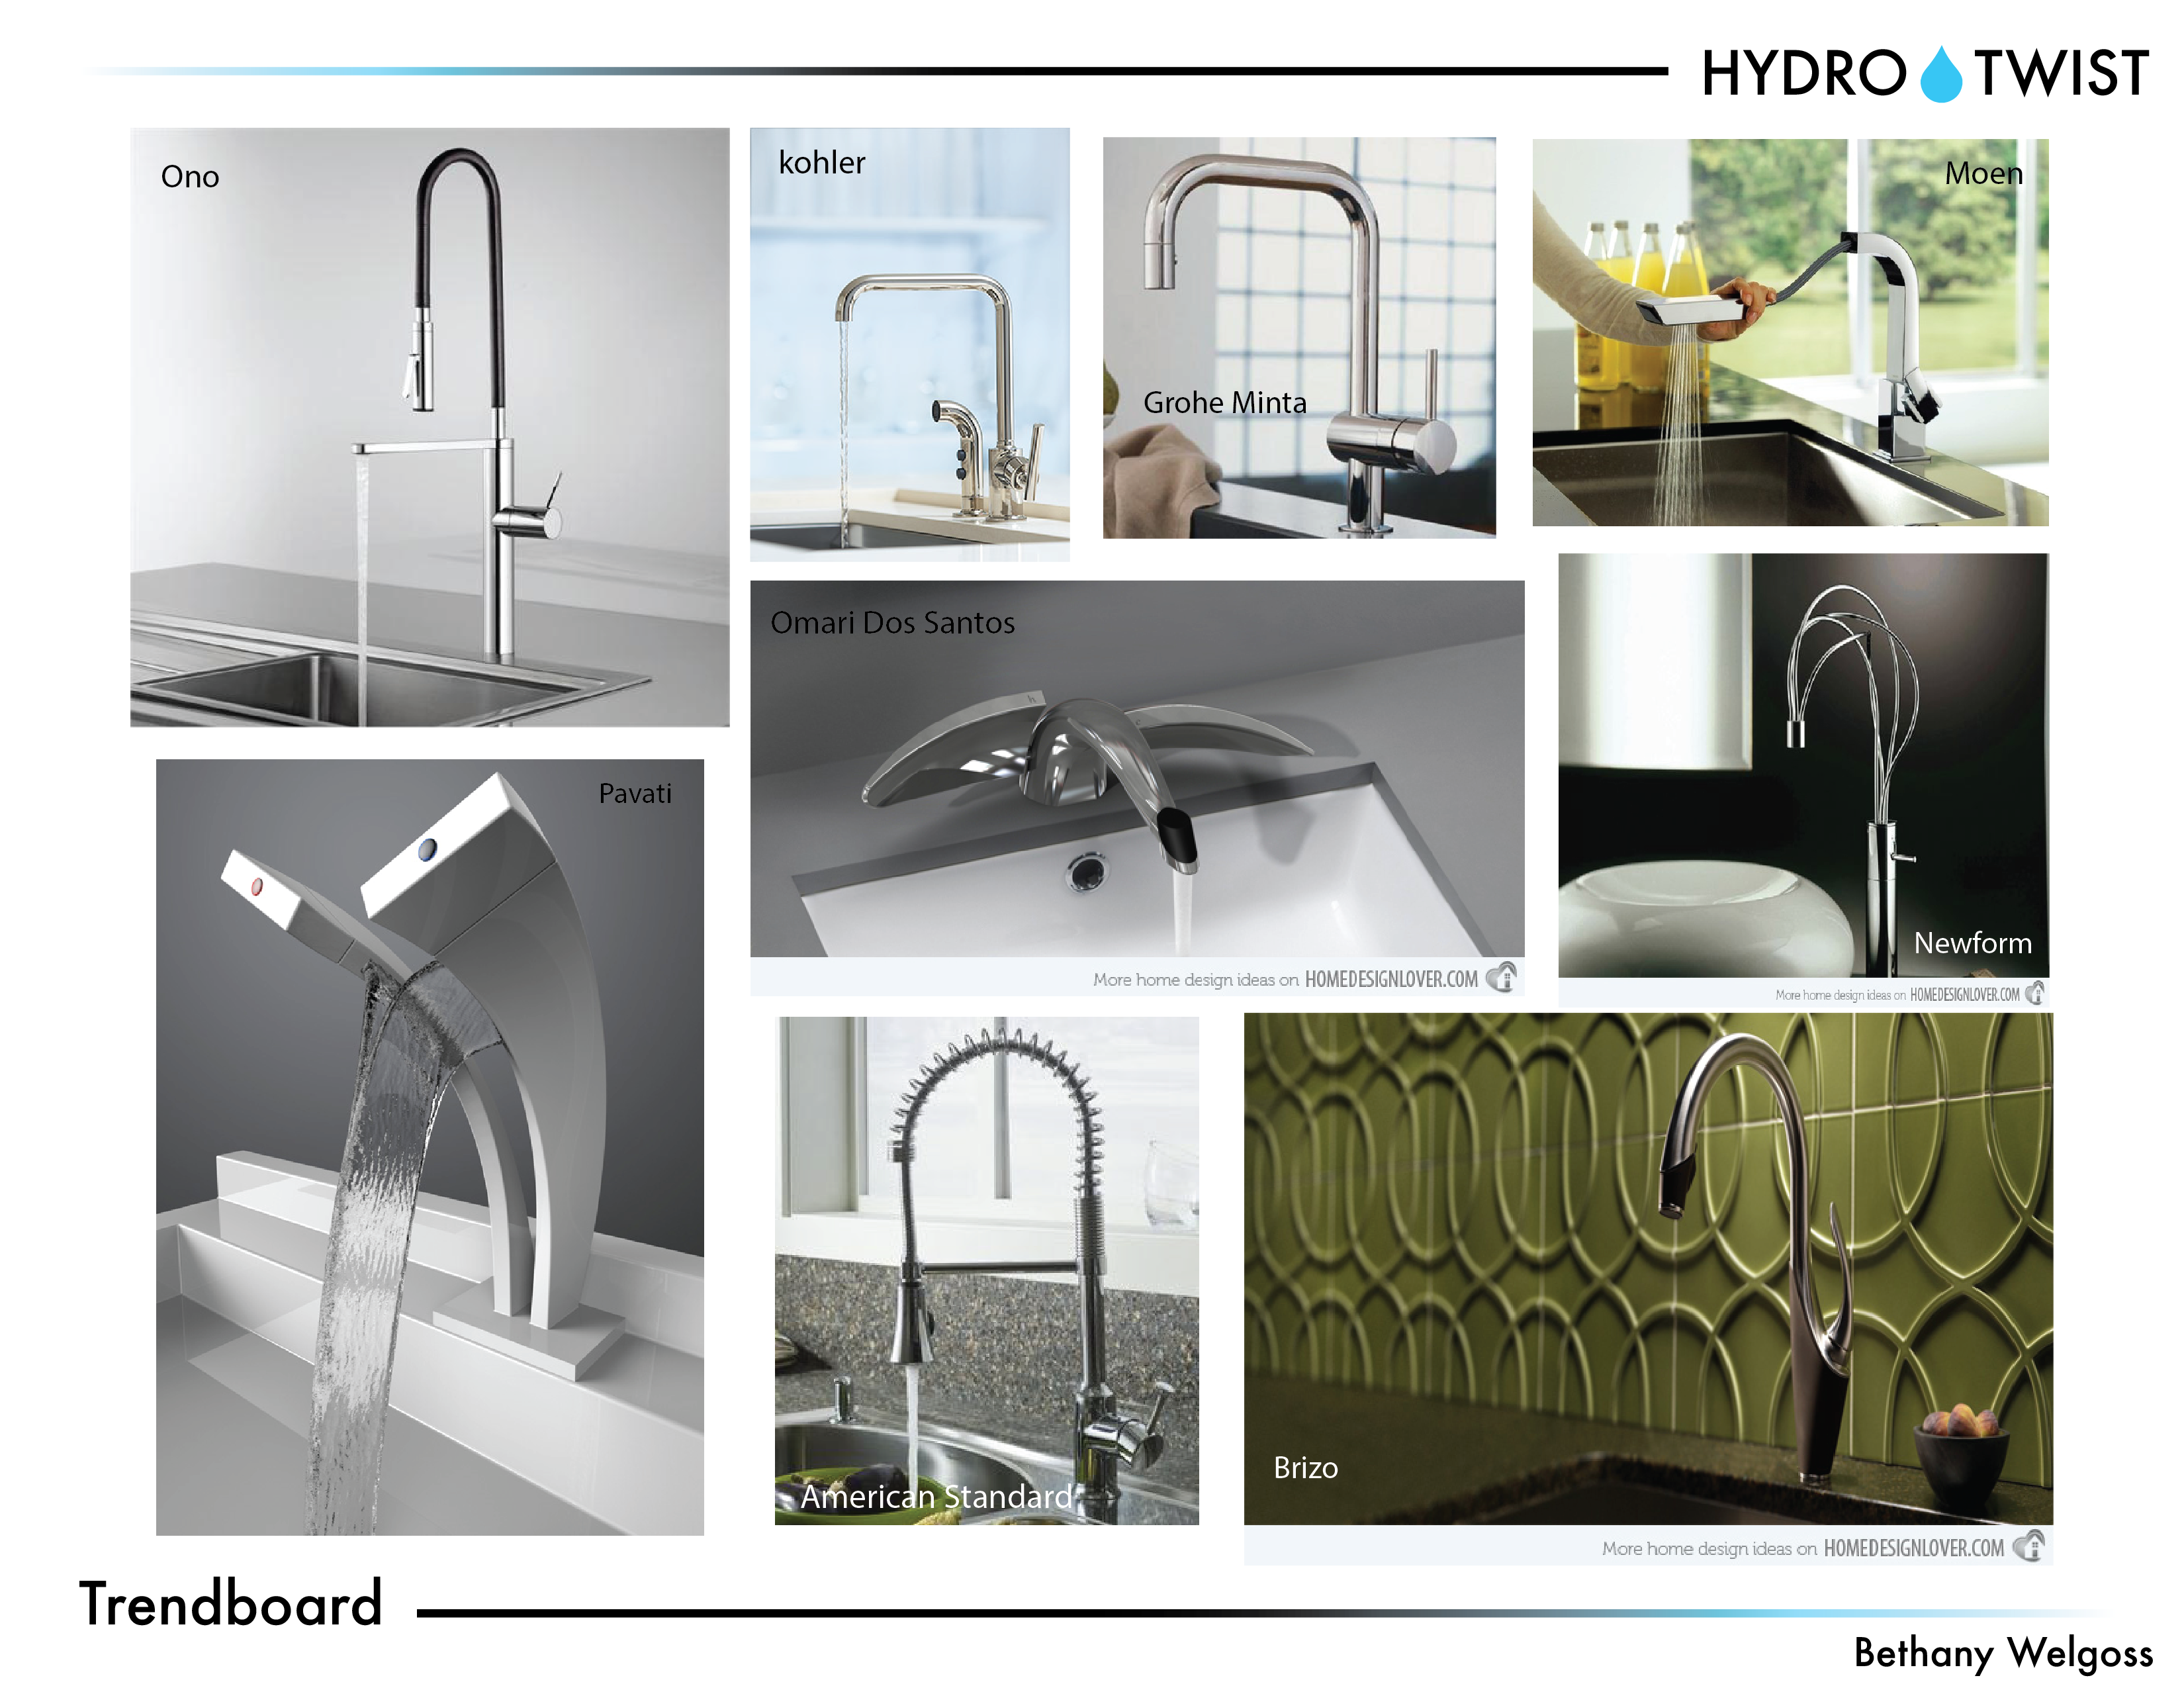 HYDRO TWIST
Ono
kohler
Grohe Minta
Moen
Omari Dos Santos
h
c
More home design ideas on HOMEDESIGNLOVER.COM
Newform
More home design ideas on HOMEDESIGNLOVER.COM
Pavati
American Standard
Brizo
More home design ideas on HOMEDESIGNLOVER.COM
Trendboard
Bethany Welgoss